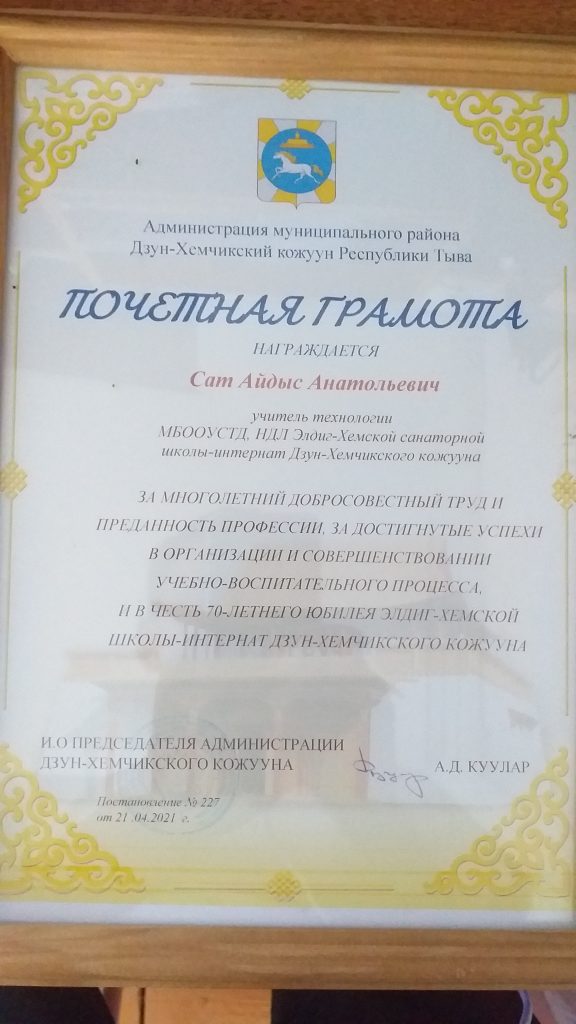 Администрация муниципального района
Дзун-Хемчикский кожуун Республики Тыва
ПОЧЕТНАЯ ГРАМОТА
НАГРАЖДАЕТСЯ
Сат Айдыс Анатольевич
учитель технологии
МБООУСТД, НДЛ Элдиг-Хемской санаторной
школы-интернат Дзун-Хемчикского кожууна
ЗА МНОГОЛЕТНИЙ ДОБРОСОВЕСТНЫЙ ТРУД И
ПРЕДАННОСТЬ ПРОФЕССИИ, ЗА ДОСТИГНУТЫЕ УСПЕХИ
В ОРГАНИЗАЦИИ И СОВЕРШЕНСТВОВАНИИ
УЧЕБНО-ВОСПИТАТЕЛЬНОГО ПРОЦЕССА,
И В ЧЕСТЬ 70-ЛЕТНЕГО ЮБИЛЕЯ ЭЛДИГ-ХЕМСКОЙ
ШКОЛЫ-ИНТЕРНАТ ДЗУН-ХЕМЧИКСКОГО КОЖУУНА
И.О ПРЕДСЕДАТЕЛЯ АДМИНИСТРАЦИИ
ДЗУН-ХЕМЧИКСКОГО КОЖУУНА А.Д. КУУЛАР
Постановление № 227
от 21 .04.2021 г.